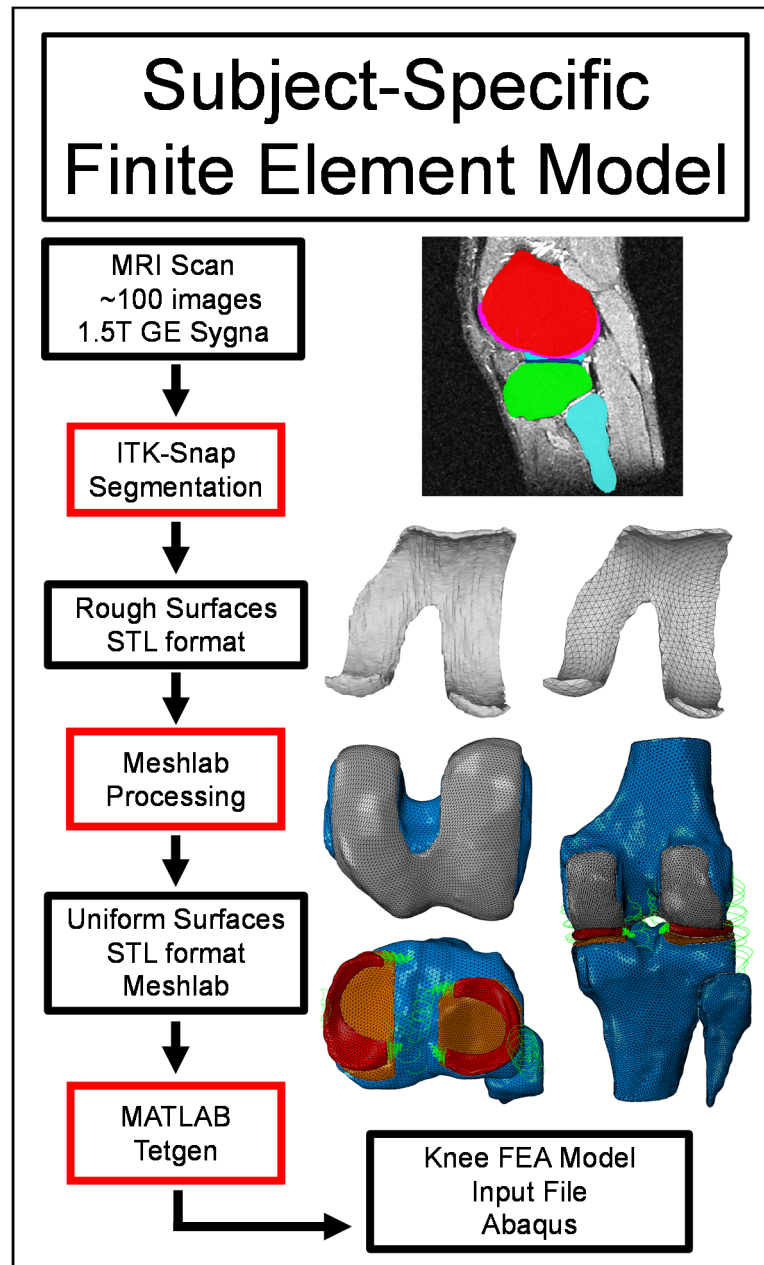 Subject-Specific
Finite Element Model
MRI Scan
~100 images
1.5T GE Sygna
ITK-Snap
Segmentation
Rough Surfaces
STL format
Meshlab
Processing
Uniform Surfaces
STL format
Meshlab
MATLAB
Tetgen
Knee FEA Model
Input File
Abaqus